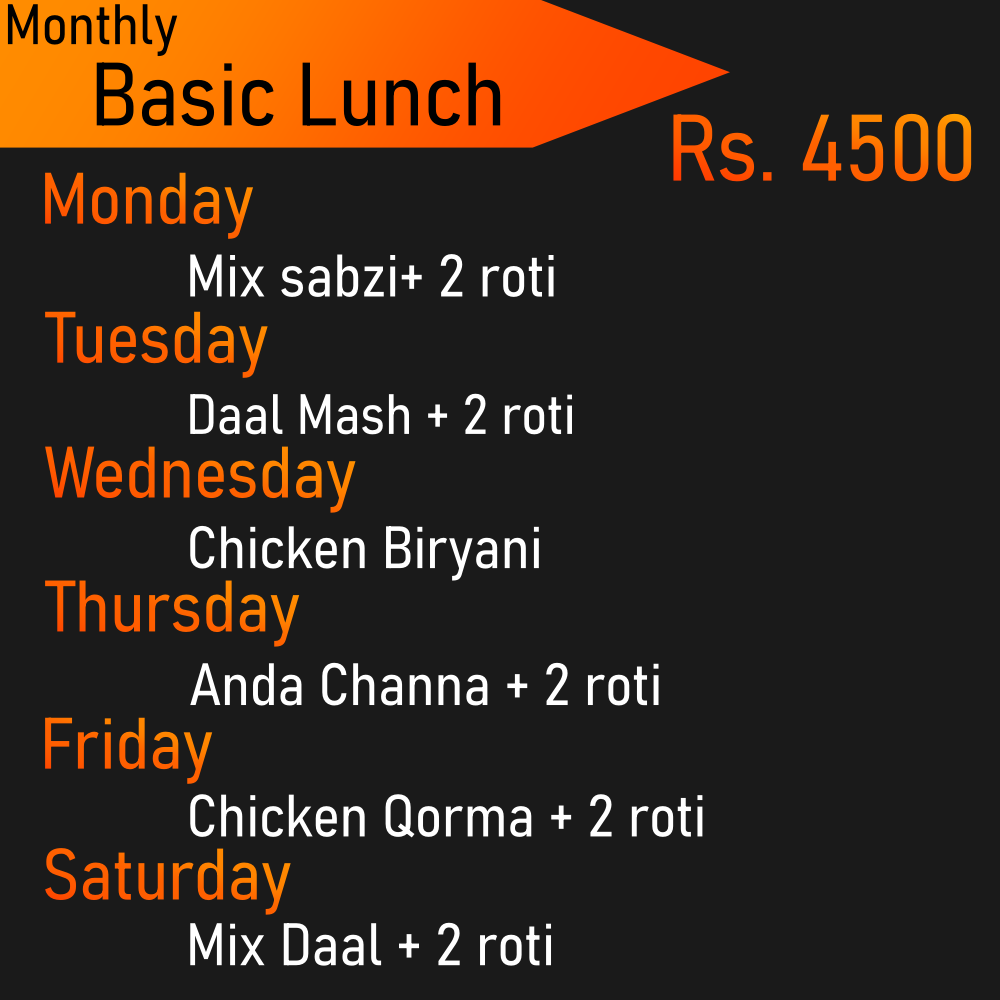 Monthly
Basic Lunch
Rs. 4500
Monday
Mix sabzi+ 2 roti
Tuesday
Daal Mash + 2 roti
Wednesday
Chicken Biryani
Thursday
Anda Channa + 2 roti
Friday
Chicken Qorma + 2 roti
Saturday
Mix Daal + 2 roti